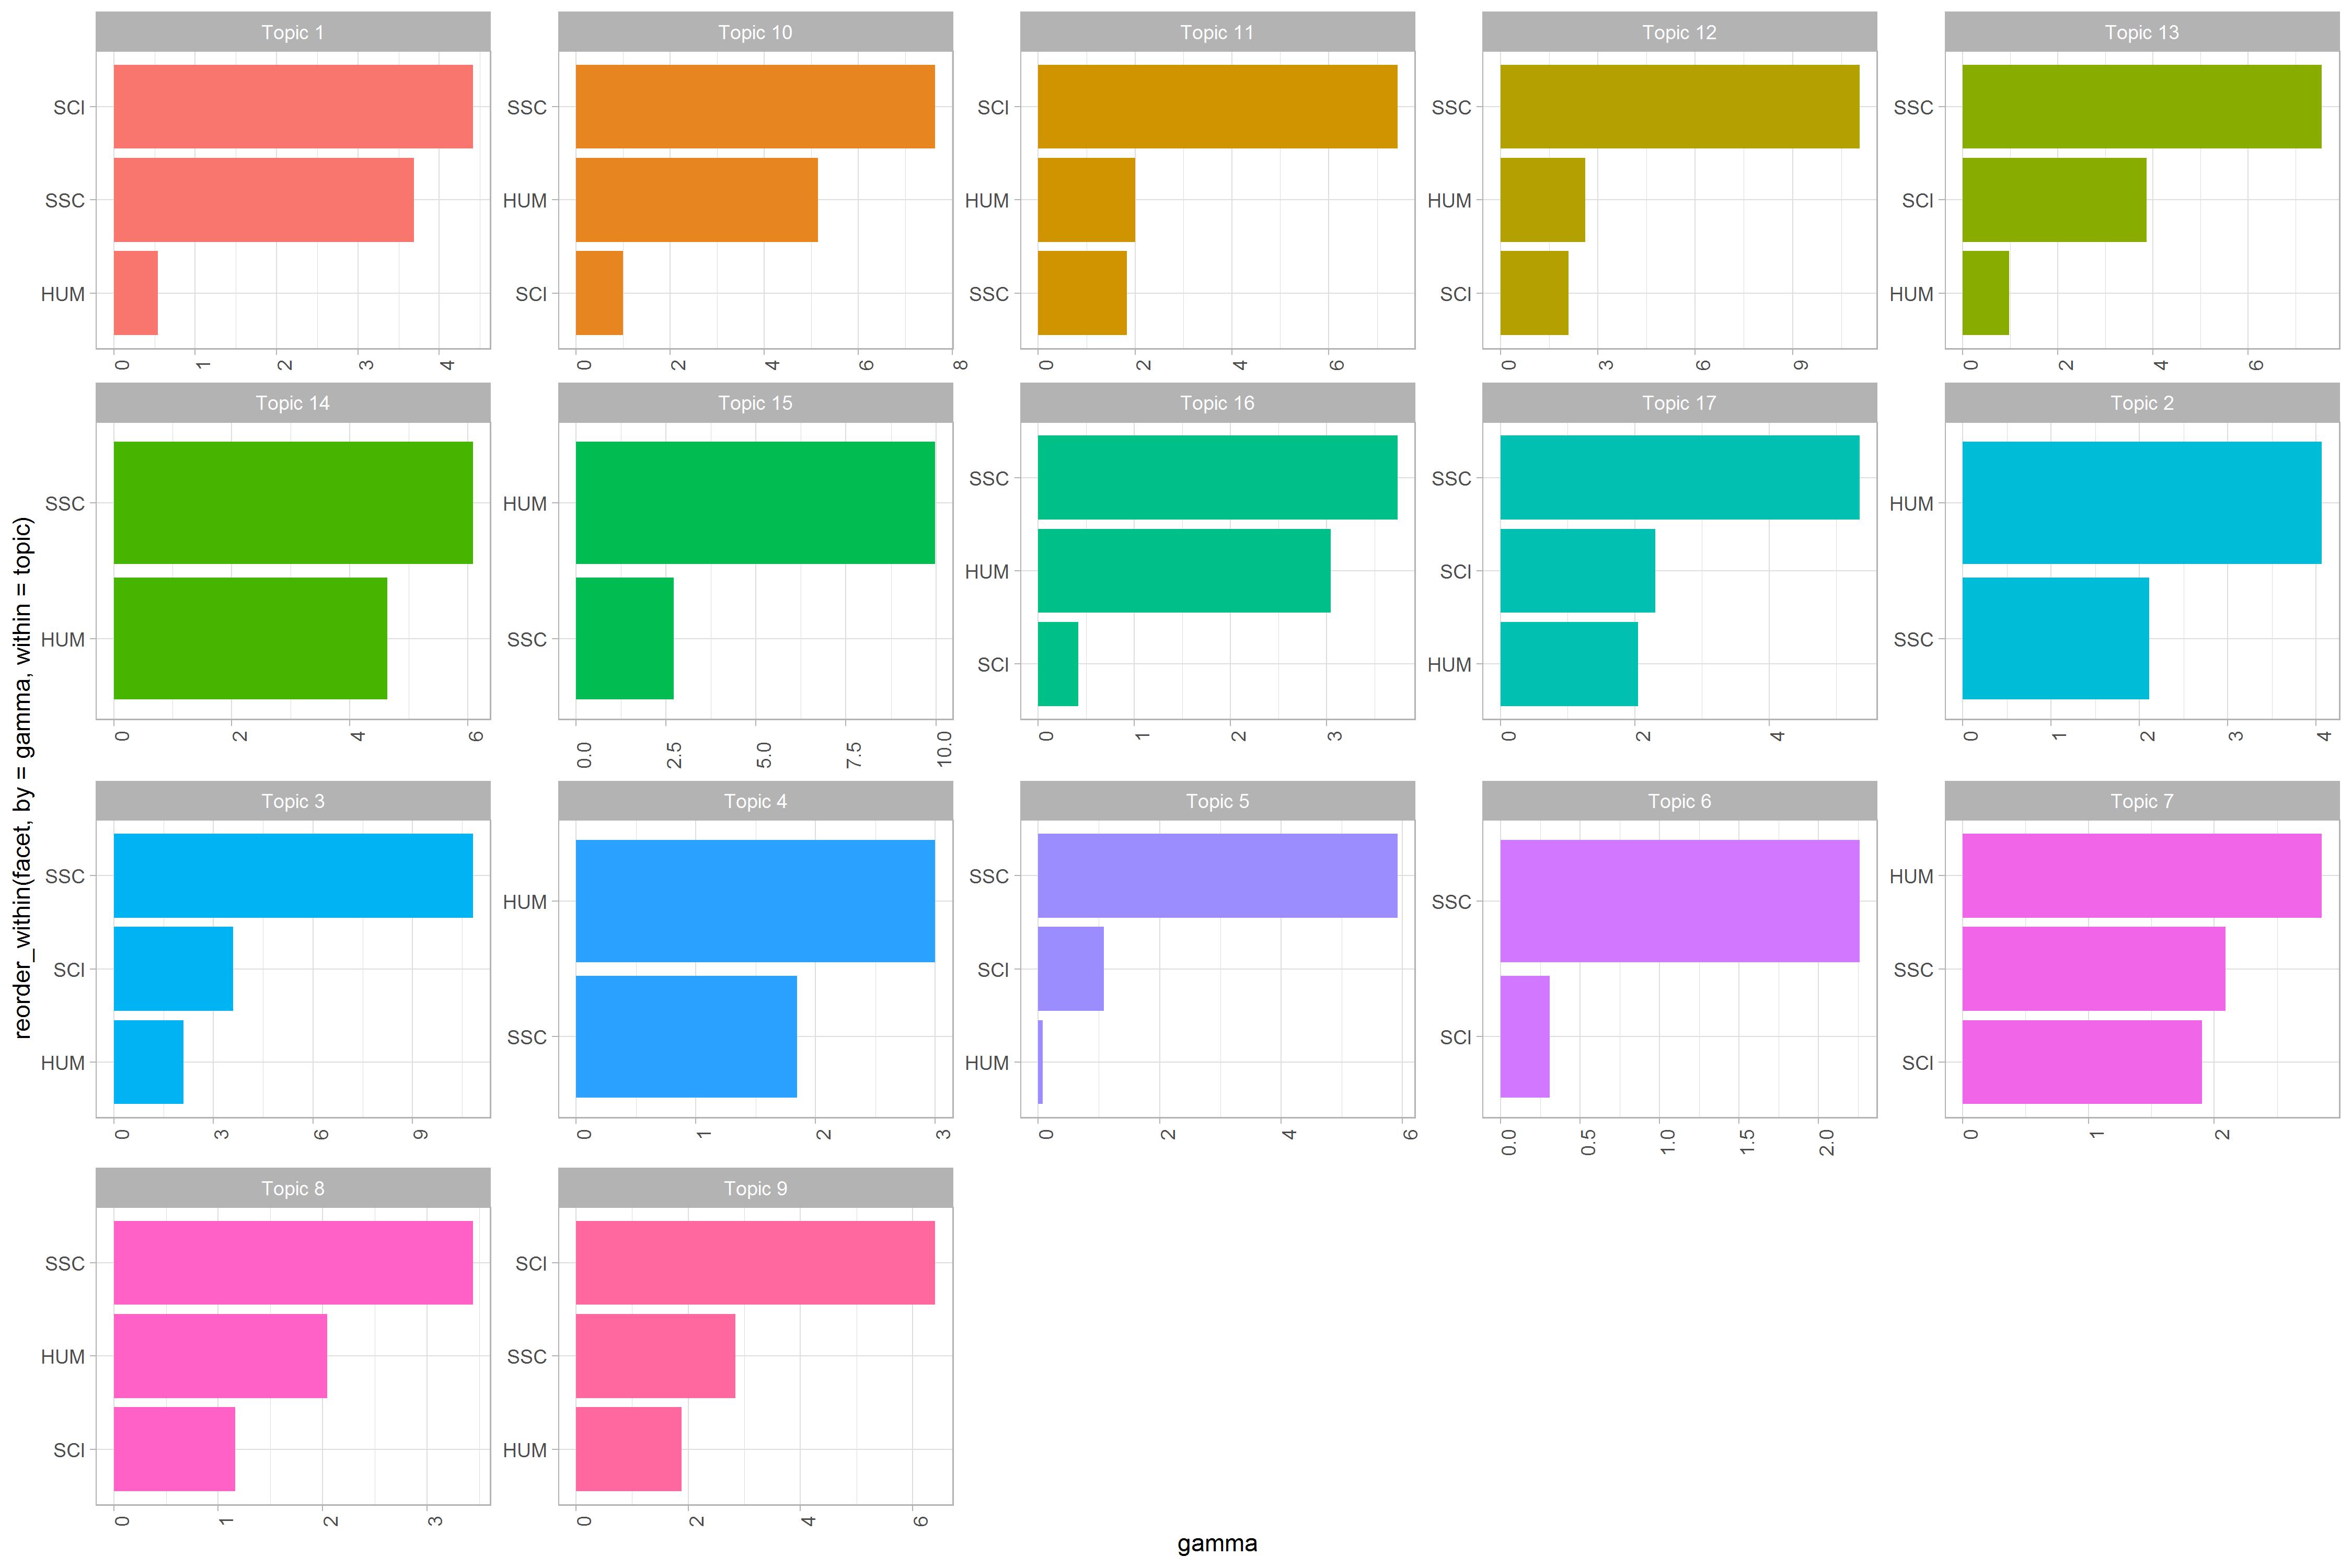 reorder_within(facet, by = gamma, within = topic)
Topic 1
SCI
SSC
HUM
0 1 2 3 4
Topic 10
SSC
HUM
SCI
0 2 4 6 8
Topic 11
SCI
HUM
SSC
0 2 4 6
Topic 12
SSC
HUM
SCI
0 3 6 9
Topic 13
SSC
SCI
HUM
0 2 4 6
Topic 14
SSC
HUM
0 2 4 6
Topic 15
HUM
SSC
0.0 2.5 5.0 7.5 10.0
Topic 16
SSC
HUM
SCI
0 1 2 3
Topic 17
SSC
SCI
HUM
0 2 4
Topic 2
HUM
SSC
0 1 2 3 4
Topic 3
SSC
SCI
HUM
0 3 6 9
Topic 4
HUM
SSC
0 1 2 3
Topic 5
SSC
SCI
HUM
0 2 4 6
Topic 6
SSC
SCI
0.0 0.5 1.0 1.5 2.0
Topic 7
HUM
SSC
SCI
0 1 2
Topic 8
SSC
HUM
SCI
0 1 2 3
Topic 9
SCI
SSC
HUM
0 2 4 6
gamma